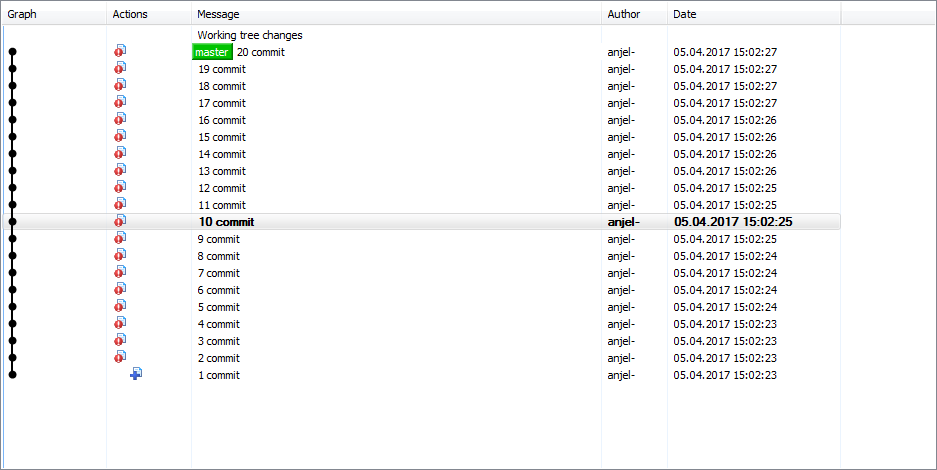 Graph Actions Message Author Date
Working tree changes
master 20 commit anjel- 05.04.2017 15:02:27
19 commit anjel- 05.04.2017 15:02:27
18 commit anjel- 05.04.2017 15:02:27
17 commit anjel- 05.04.2017 15:02:27
16 commit anjel- 05.04.2017 15:02:26
15 commit anjel- 05.04.2017 15:02:26
14 commit anjel- 05.04.2017 15:02:26
13 commit anjel- 05.04.2017 15:02:26
12 commit anjel- 05.04.2017 15:02:25
11 commit anjel- 05.04.2017 15:02:25
10 commit anjel- 05.04.2017 15:02:25
9 commit anjel- 05.04.2017 15:02:25
8 commit anjel- 05.04.2017 15:02:24
7 commit anjel- 05.04.2017 15:02:24
6 commit anjel- 05.04.2017 15:02:24
5 commit anjel- 05.04.2017 15:02:24
4 commit anjel- 05.04.2017 15:02:23
3 commit anjel- 05.04.2017 15:02:23
2 commit anjel- 05.04.2017 15:02:23
1 commit anjel- 05.04.2017 15:02:23